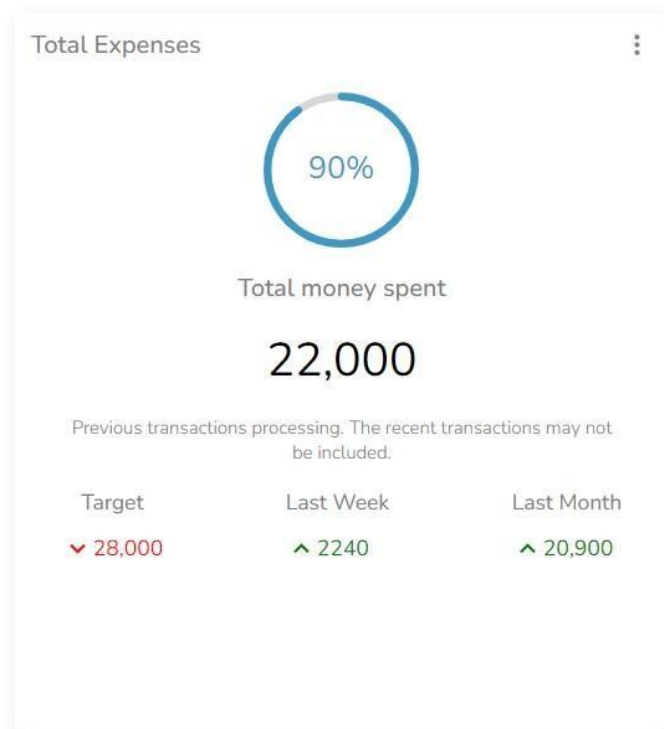 Total Expenses
90%
Total money spent
22,000
Previous transactions processing. The recent transactions may not
be included.
Target Last Week Last Month
28,000 2240 20,900